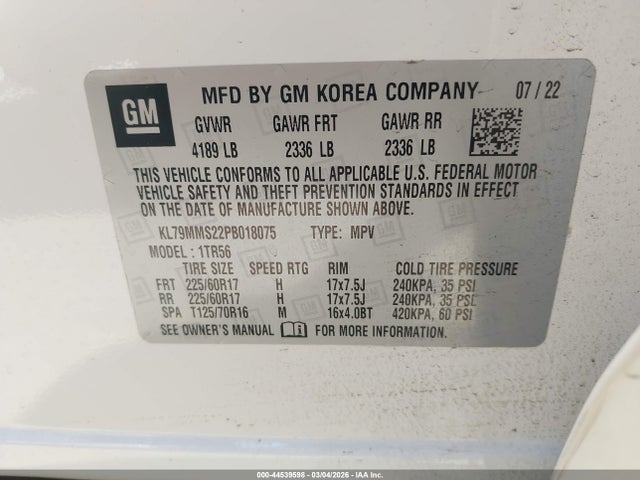 GM
MFD BY GM KOREA COMPANY 07 / 22
GVWR GAWR FRT GAWR RR
4189 LB 2336 LB 2336 LB
THIS VEHICLE CONFORMS TO ALL APPLICABLE U.S. FEDERAL MOTOR
VEHICLE SAFETY AND THEFT PREVENTION STANDARDS IN EFFECT
ON THE DATE OF MANUFACTURE SHOWN ABOVE.
KL79MMS22PB018075 TYPE: MPV
MODEL: 1TR56
TIRE SIZE SPEED RTG RIM COLD TIRE PRESSURE
FRT 225/60R17 H 17x7.5J 240KPA, 35 PSI
RR 225/60R17 H 17x7.5J 240KPA, 35 PSI
SPA T125/70R16 M 16x4.0BT 420KPA, 60 PSI
SEE OWNER'S MANUAL FOR MORE INFORMATION.
000-44539598 - 03/04/2026 - IAAI.COM